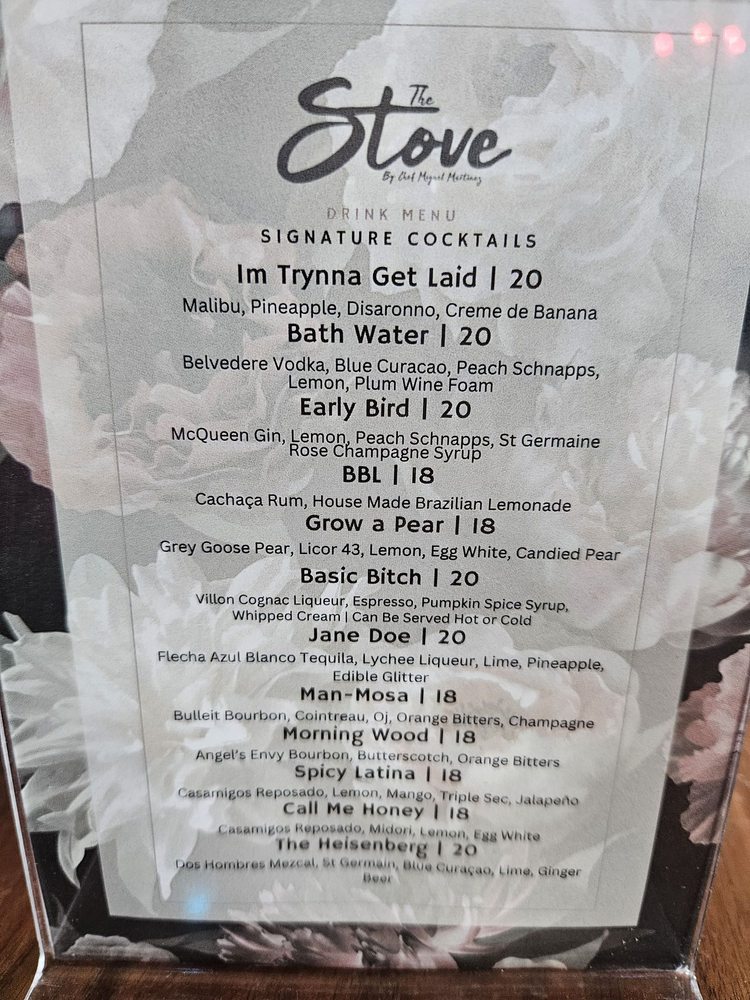 The
Stove
By Chef Miguel Martinez
DRINK MENU
SIGNATURE COCKTAILS
Im Trynna Get Laid | 20
Malibu, Pineapple, Disaronno, Creme de Banana
Bath Water | 20
Belvedere Vodka, Blue Curacao, Peach Schnapps,
Lemon, Plum Wine Foam
Early Bird | 20
McQueen Gin, Lemon, Peach Schnapps, St Germaine
Rose Champagne Syrup
BBL | 18
Cachaça Rum, House Made Brazilian Lemonade
Grow a Pear | 18
Grey Goose Pear, Licor 43, Lemon, Egg White, Candied Pear
Basic Bitch | 20
Villon Cognac Liqueur, Espresso, Pumpkin Spice Syrup,
Whipped Cream | Can Be Served Hot or Cold
Jane Doe | 20
Flecha Azul Blanco Tequila, Lychee Liqueur, Lime, Pineapple,
Edible Glitter
Man-Mosa | 18
Bulleit Bourbon, Cointreau, Oj, Orange Bitters, Champagne
Morning Wood | 18
Angel's Envy Bourbon, Butterscotch, Orange Bitters
Spicy Latina | 18
Casamigos Reposado, Lemon, Mango, Triple Sec, Jalapeño
Call Me Honey | 18
Casamigos Reposado, Midori, Lemon, Egg White
The Heisenberg | 20
Dos Hombres Mezcal, St Germain, Blue Curaçao, Lime, Ginger
Beer